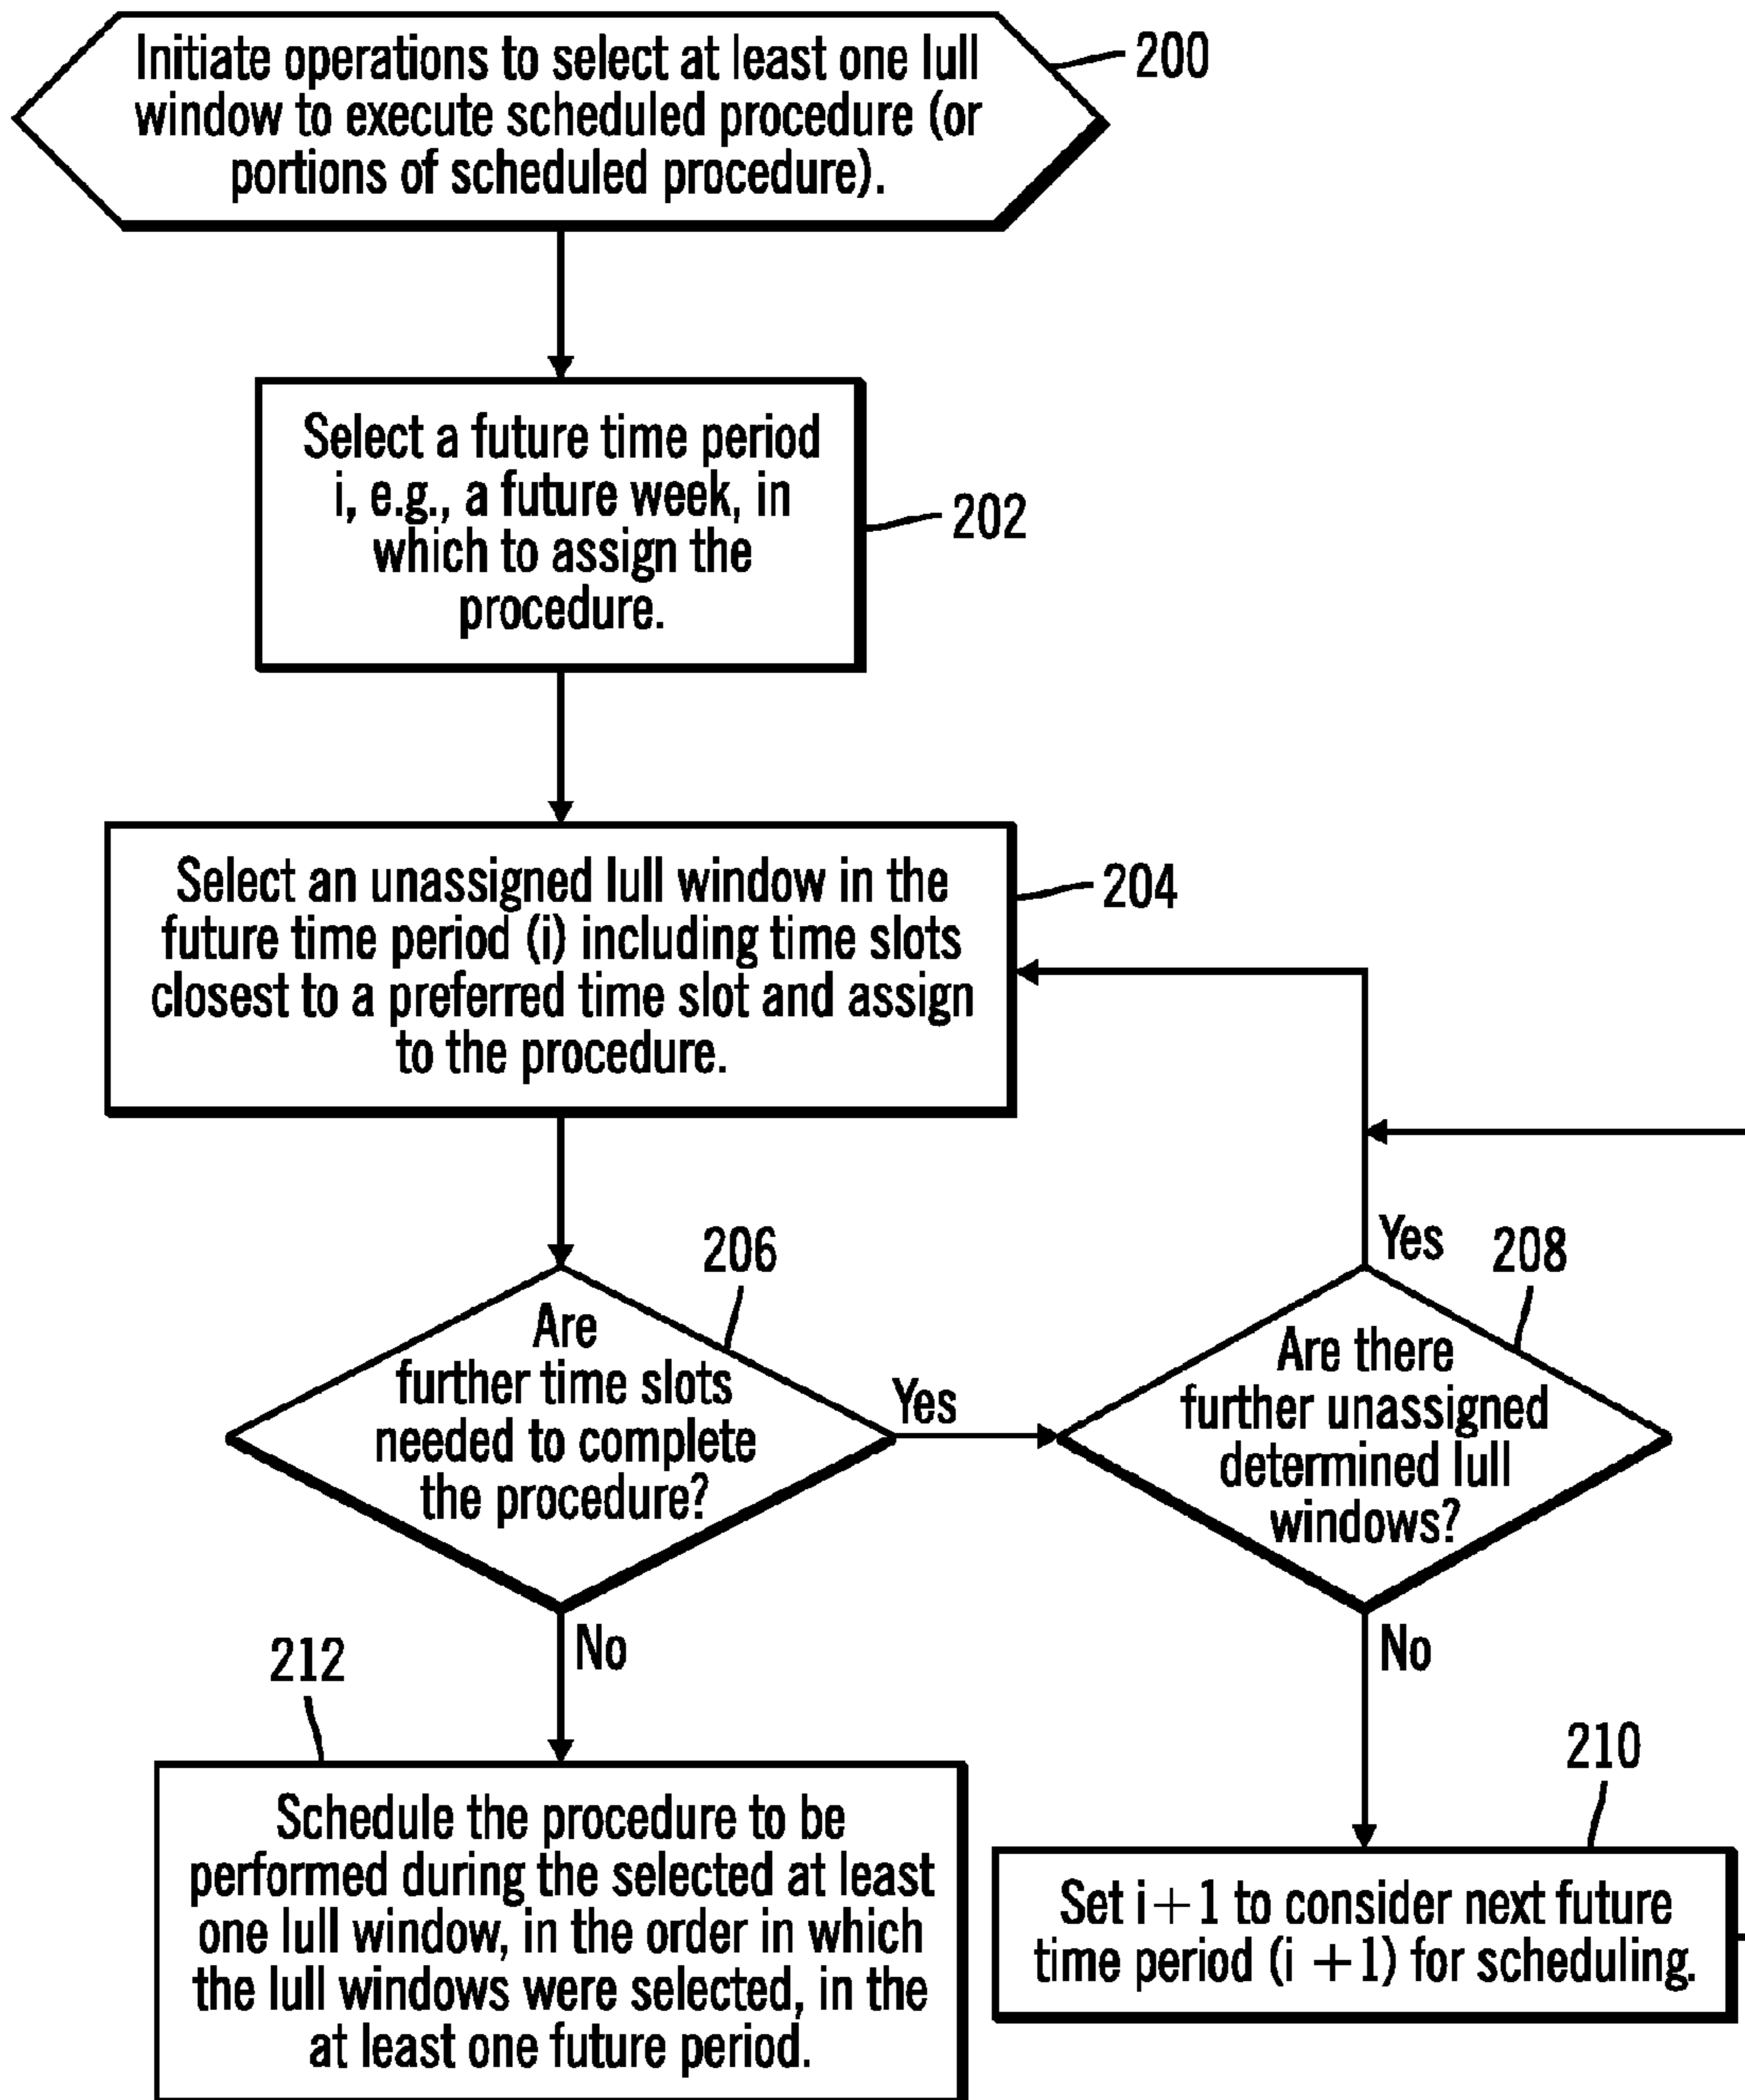 Initiate operations to select at least one lull
window to execute scheduled procedure (or
portions of scheduled procedure).
200
Select a future time period
i, e.g., a future week, in
which to assign the
procedure.
202
Select an unassigned lull window in the
future time period (i) including time slots
closest to a preferred time slot and assign
to the procedure.
204
206
Are
further time slots
needed to complete
the procedure?
Yes
No
Yes
208
Are there
further unassigned
determined lull
windows?
No
212
Schedule the procedure to be
performed during the selected at least
one lull window, in the order in which
the lull windows were selected, in the
at least one future period.
210
Set i+1 to consider next future
time period (i +1) for scheduling.